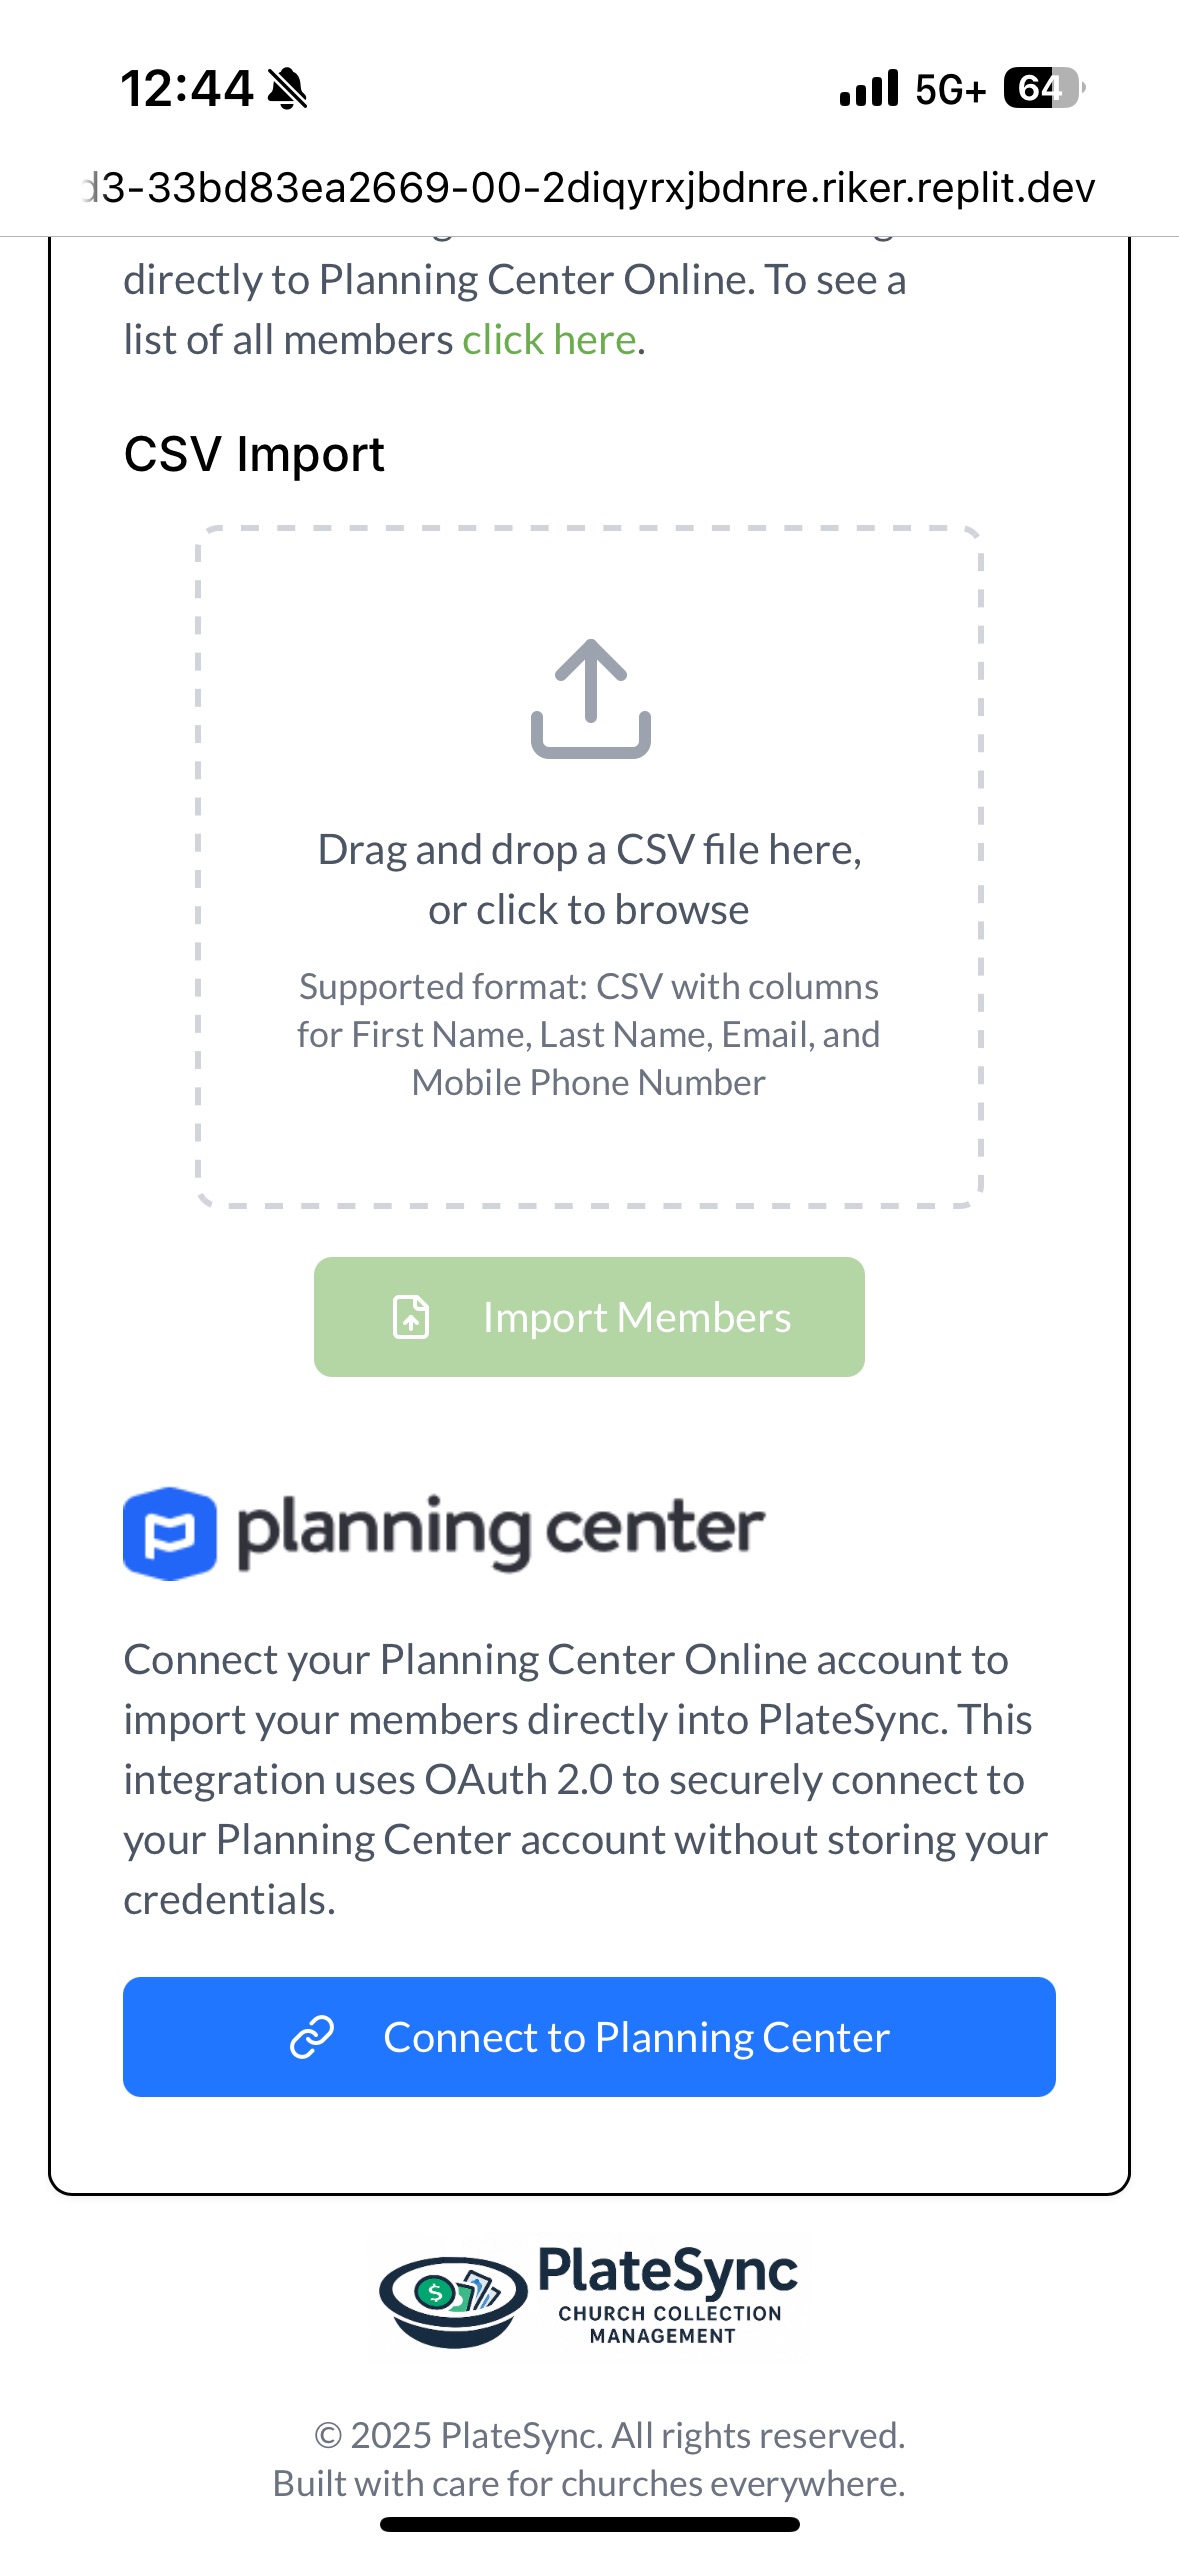 12:44
5G+
64
d3-33bd83ea2669-00-2diqyrxjbdnre.riker.replit.dev
directly to Planning Center Online. To see a
list of all members click here.
CSV Import
Drag and drop a CSV file here,
or click to browse
Supported format: CSV with columns
for First Name, Last Name, Email, and
Mobile Phone Number
Import Members
planning center
Connect your Planning Center Online account to
import your members directly into PlateSync. This
integration uses OAuth 2.0 to securely connect to
your Planning Center account without storing your
credentials.
Connect to Planning Center
$
PlateSync
CHURCH COLLECTION
MANAGEMENT
© 2025 PlateSync. All rights reserved.
Built with care for churches everywhere.